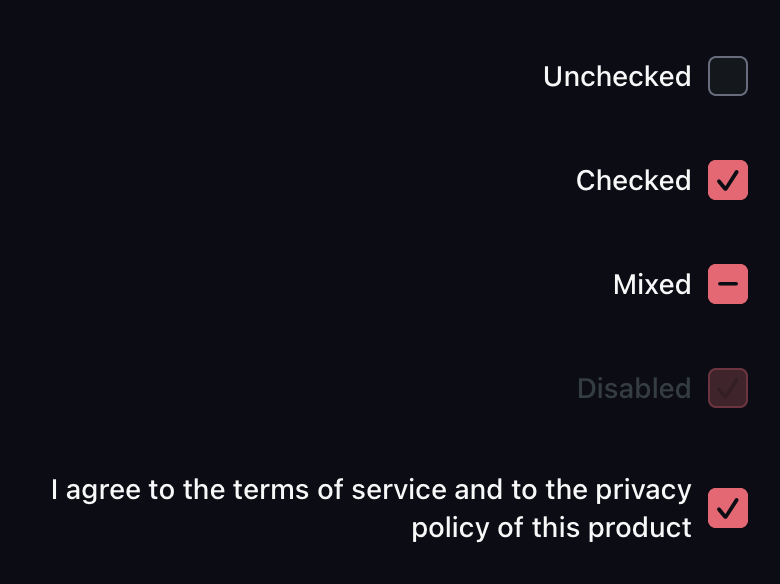 Unchecked
Checked
Mixed
Disabled
I agree to the terms of service and to the privacy
policy of this product